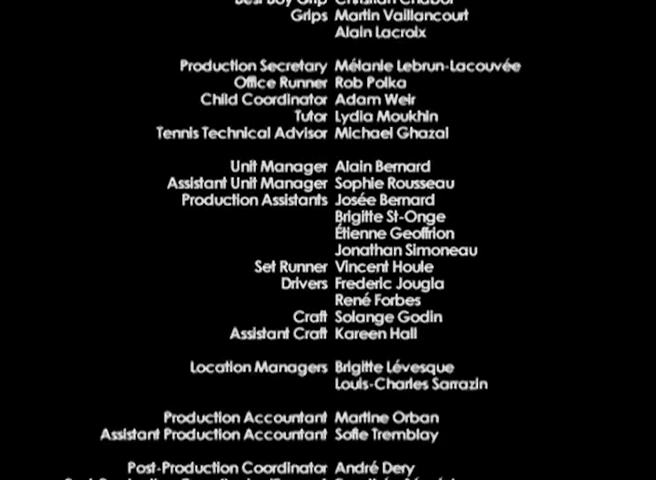 Best Boy Grip Christian Chabot
Grips Martin Vaillancourt
Alain Lacroix
Production Secretary Mélanie Lebrun-Lacouvée
Office Runner Rob Polka
Child Coordinator Adam Weir
Tutor Lydia Moukhin
Tennis Technical Advisor Michael Ghazal
Unit Manager Alain Bernard
Assistant Unit Manager Sophie Rousseau
Production Assistants Josée Bernard
Brigitte St-Onge
Étienne Geoffrion
Jonathan Simoneau
Set Runner Vincent Houle
Drivers Frederic Jougla
René Forbes
Craft Solange Godin
Assistant Craft Kareen Hall
Location Managers Brigitte Lévesque
Louis-Charles Sarrazin
Production Accountant Martine Orban
Assistant Production Accountant Sofie Tremblay
Post-Production Coordinator André Dery